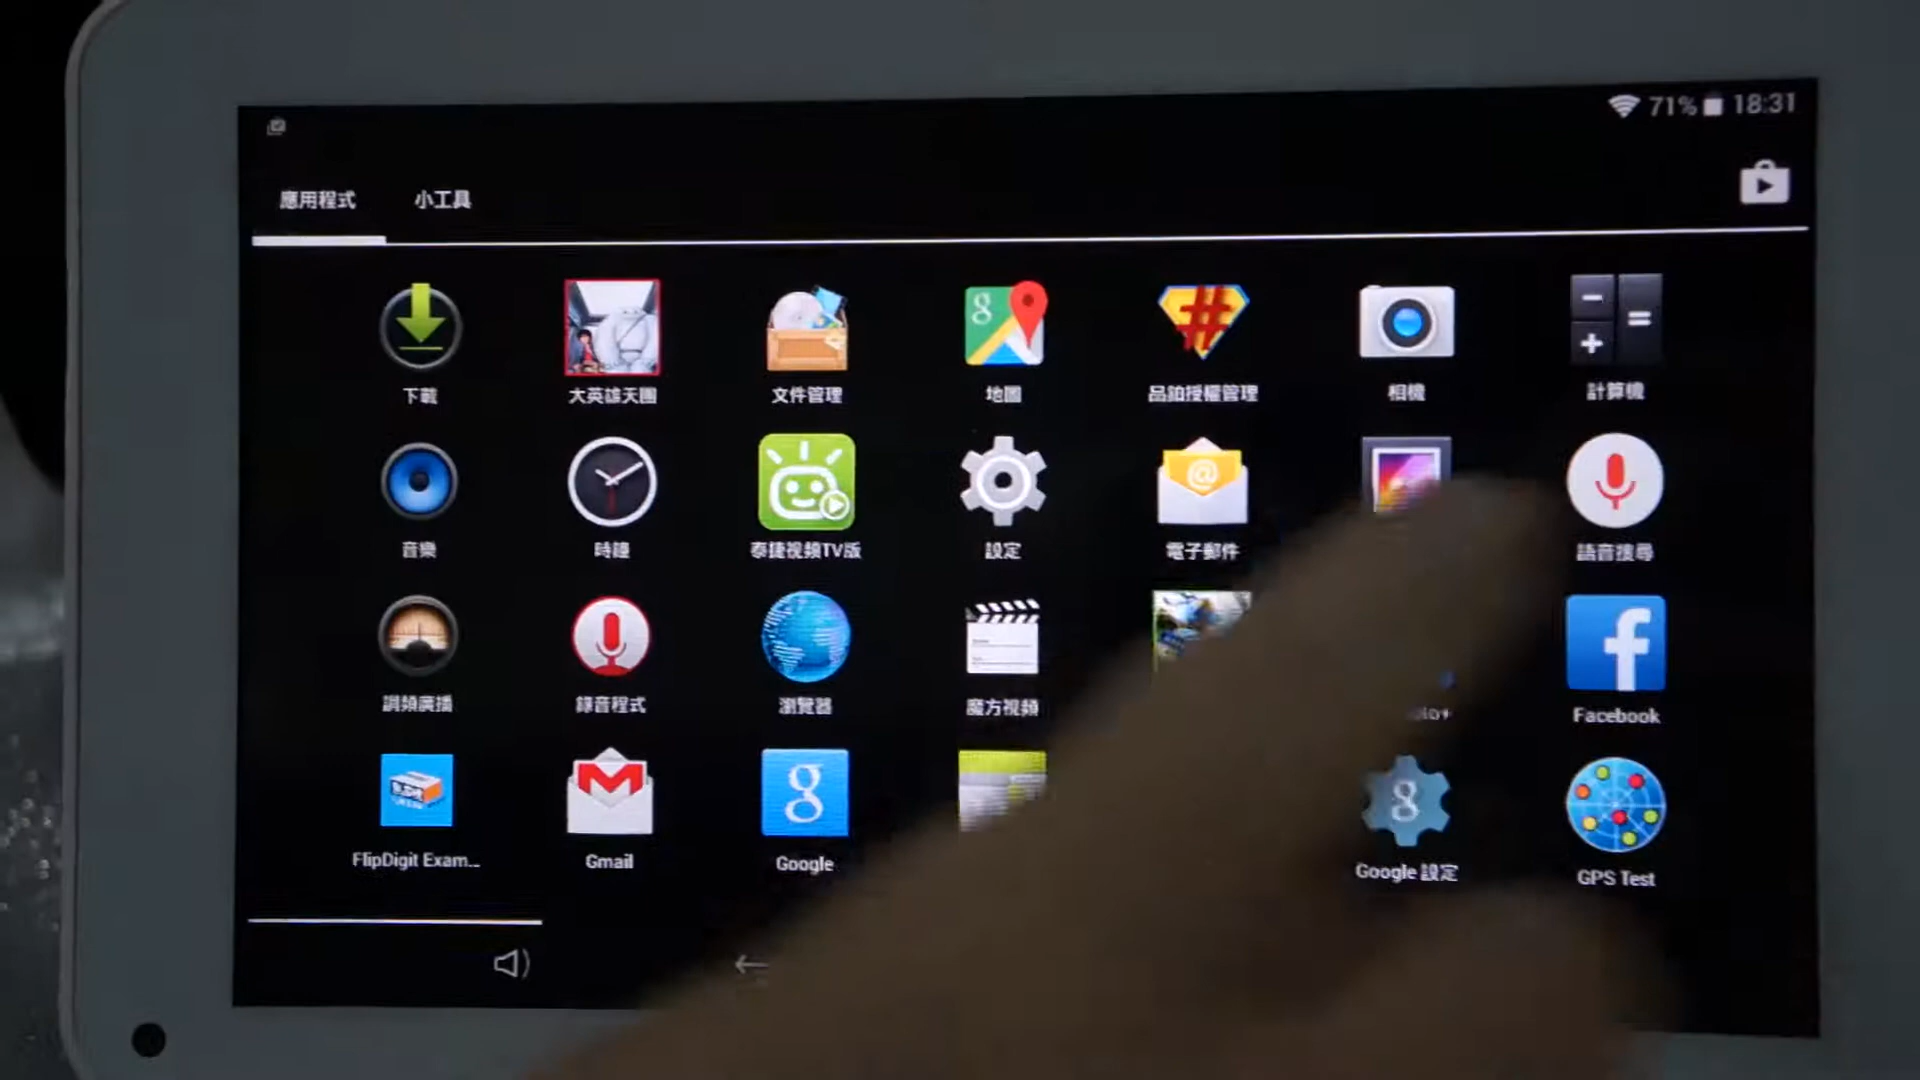 71% 18:31
應用程式 小工具
下載 大英雄天團 文件管理 地圖 品鉑授權管理 相機 計算機
音樂 時鐘 泰捷視頻TV版 設定 電子郵件 語音搜尋
調頻廣播 錄音程式 瀏覽器 魔方視頻 Facebook
FlipDigit Exam... Gmail Google Google 設定 GPS Test